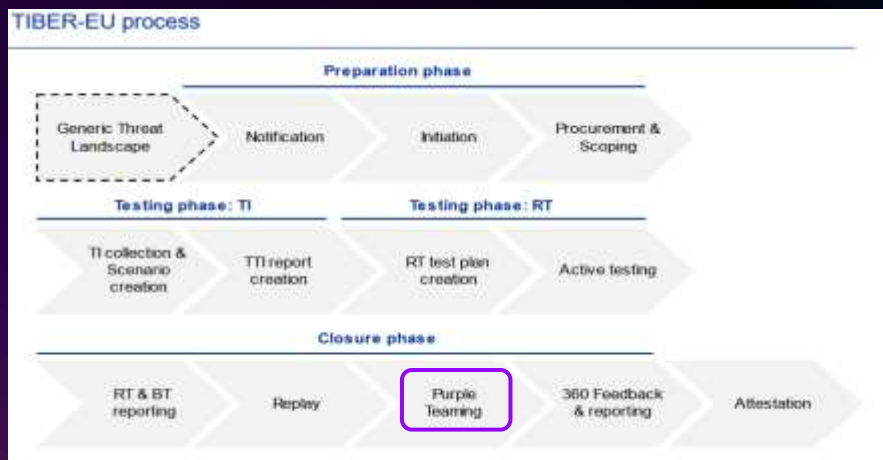 TIBER-EU process
Preparation phase
Generic Threat
Landscape
Notification
Initiation
Procurement &
Scoping
Testing phase: TI
Testing phase: RT
TI collection &
Scenario
creation
TTI report
creation
RT test plan
creation
Active testing
Closure phase
RT & BT
reporting
Replay
Purple
Teaming
360 Feedback
& reporting
Attestation